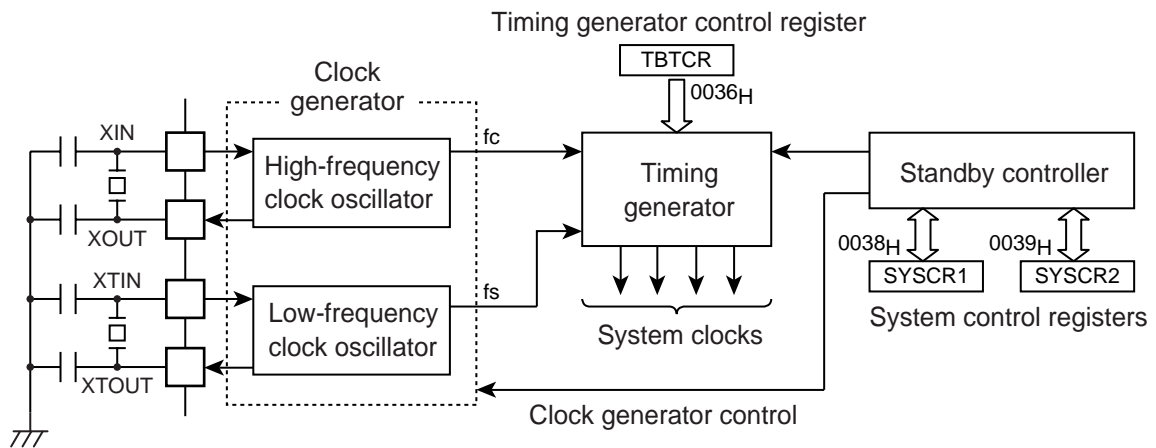 Timing generator control register
TBTCR
0036H
Clock
generator
XIN
High-frequency
clock oscillator
fc
XOUT
Timing
generator
Standby controller
0038H
0039H
SYSCR1
SYSCR2
System control registers
XTIN
Low-frequency
clock oscillator
fs
XTOUT
System clocks
Clock generator control